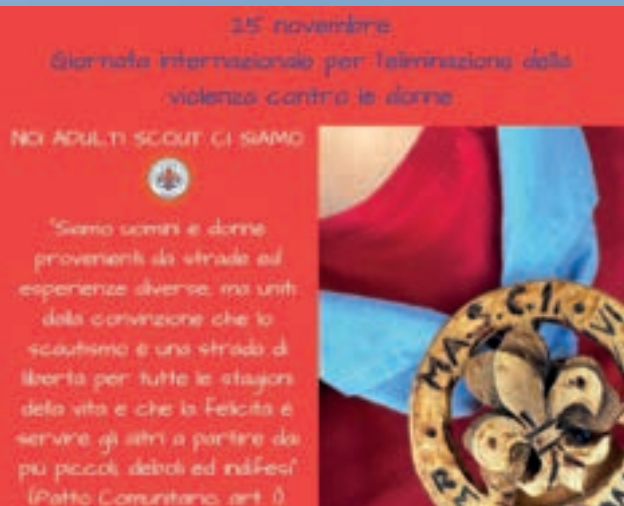 25 novembre
Giornata internazionale per l'eliminazione della
violenza contro le donne
NOI ADULTI SCOUT CI SIAMO
"Siamo uomini e donne
provenienti da strade ed
esperienze diverse, ma uniti
dalla convinzione che lo
scautismo è una strada di
libertà per tutte le stagioni
della vita e che la felicità è
servire gli altri a partire dai
più piccoli, deboli ed indifesi"
(Patto Comunitario, art. 1)
M.A.S.C.I. • VI